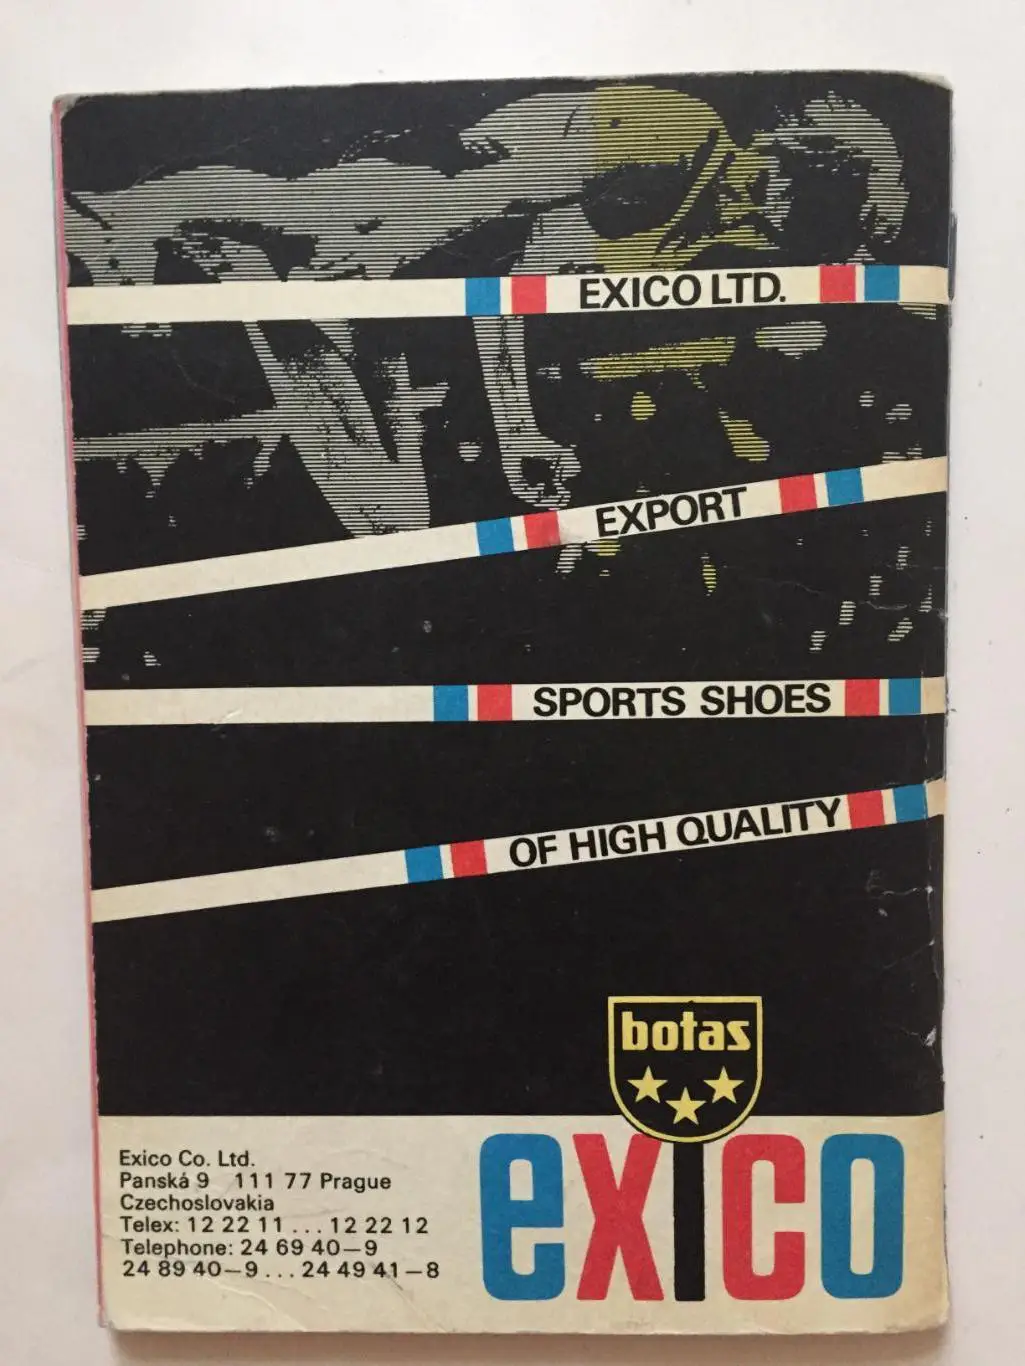 EXICO LTD.
EXPORT
SPORTS SHOES
OF HIGH QUALITY
botas
exico
Exico Co. Ltd.
Panská 9 111 77 Prague
Czechoslovakia
Telex: 12 22 11 ... 12 22 12
Telephone: 24 69 40—9
24 89 40—9 ... 24 49 41—8